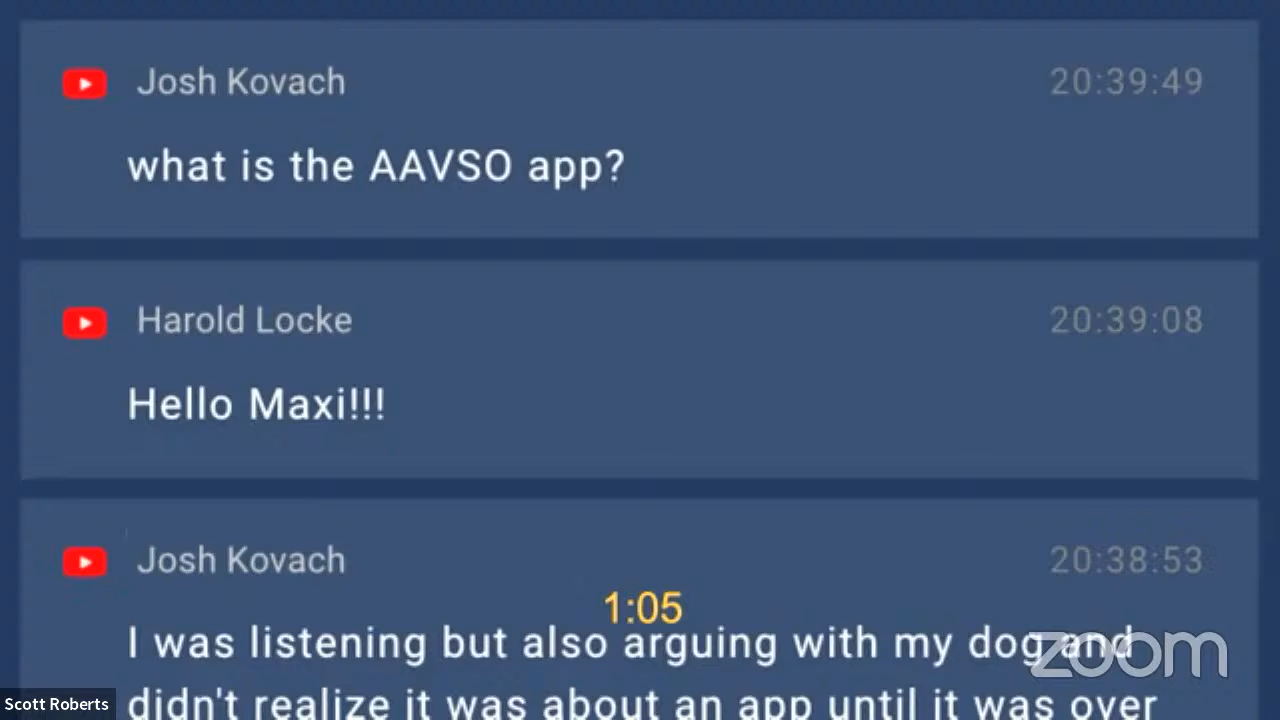 Josh Kovach 20:39:49
what is the AAVSO app?
Harold Locke 20:39:08
Hello Maxi!!!
Josh Kovach 20:38:53
1:05
I was listening but also arguing with my dog and
zoom
Scott Roberts
didn't realize it was about an app until it was over